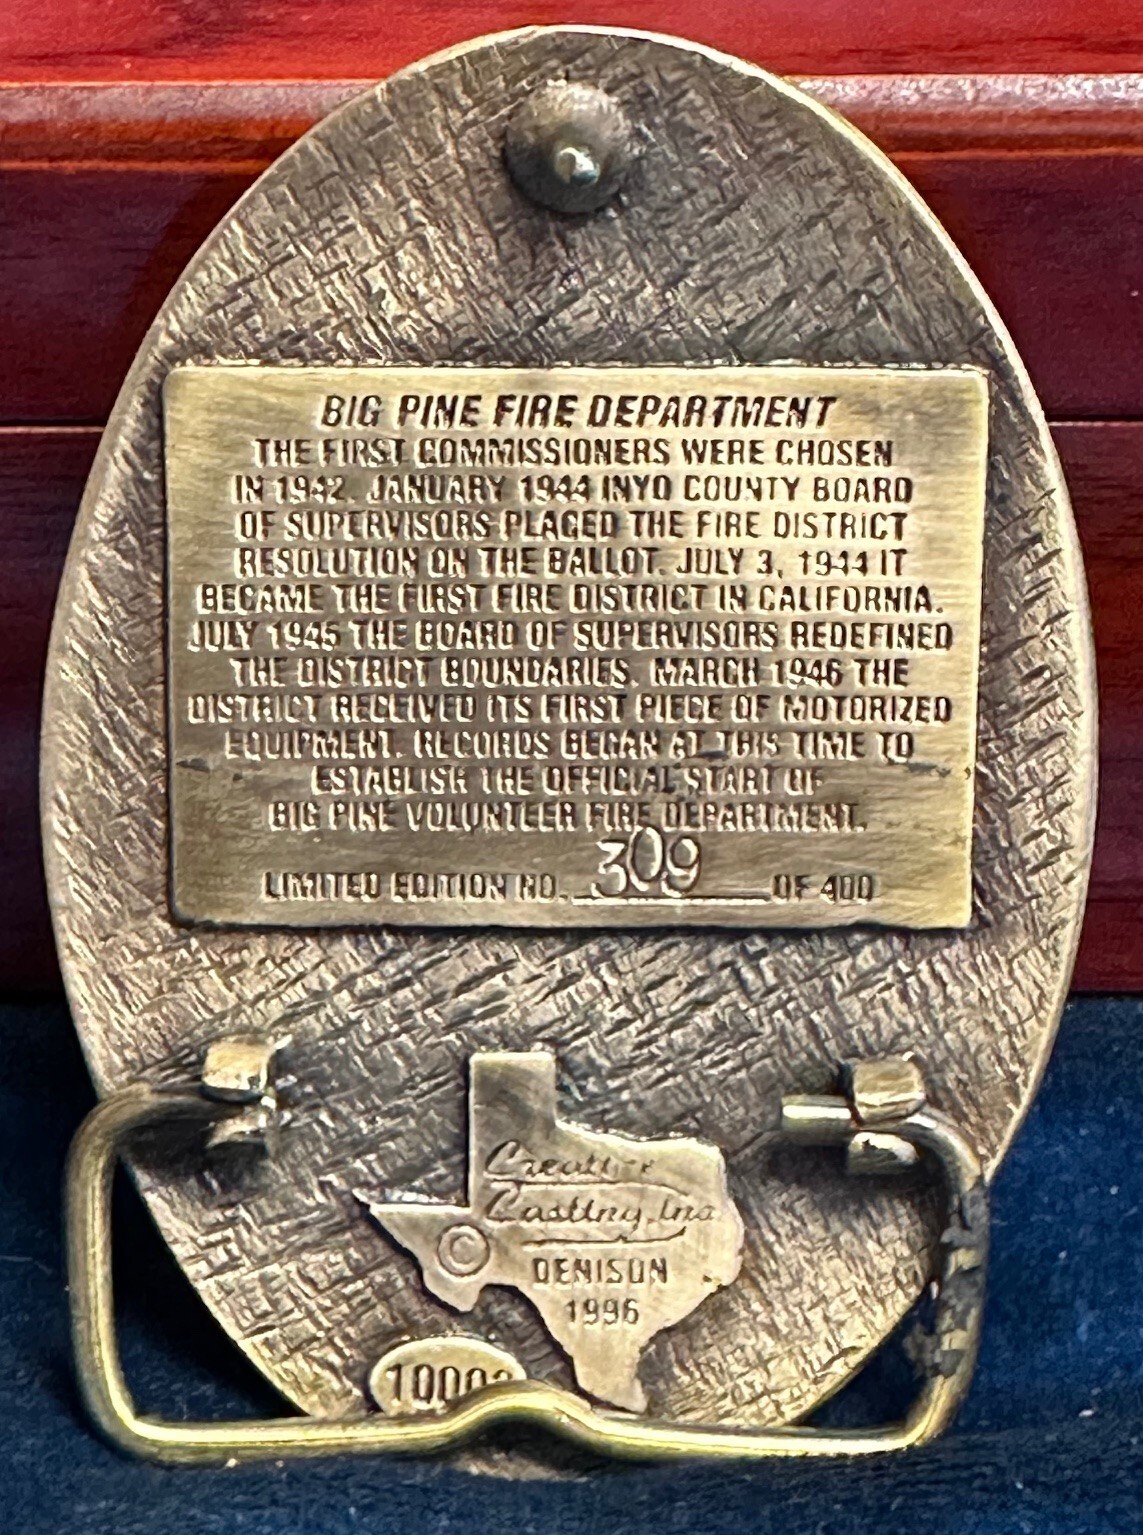 BIG PINE FIRE DEPARTMENT
THE FIRST COMMISSIONERS WERE CHOSEN
IN 1942. JANUARY 1944 INYO COUNTY BOARD
OF SUPERVISORS PLACED THE FIRE DISTRICT
RESOLUTION ON THE BALLOT. JULY 3, 1944 IT
BECAME THE FIRST FIRE DISTRICT IN CALIFORNIA.
JULY 1945 THE BOARD OF SUPERVISORS REDEFINED
THE DISTRICT BOUNDARIES. MARCH 1946 THE
DISTRICT RECEIVED ITS FIRST PIECE OF MOTORIZED
EQUIPMENT. RECORDS BEGAN AT THIS TIME TO
ESTABLISH THE OFFICIAL START OF
BIG PINE VOLUNTEER FIRE DEPARTMENT.
LIMITED EDITION NO. 309 OF 400
Creative
Casting, Inc.
©
DENISON
1996